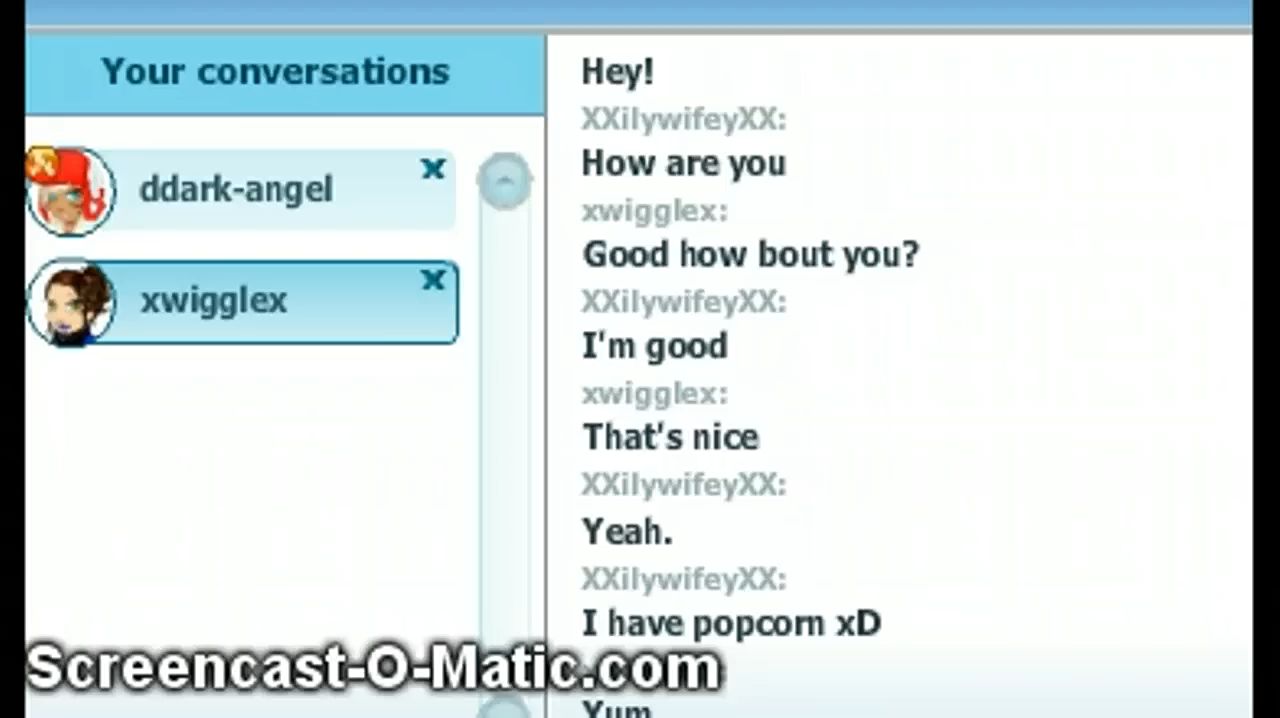 Your conversations
ddark-angel
xwigglex
Hey!
XXilywifeyXX:
How are you
xwigglex:
Good how bout you?
XXilywifeyXX:
I'm good
xwigglex:
That's nice
XXilywifeyXX:
Yeah.
XXilywifeyXX:
I have popcorn xD
Yum
Screencast-O-Matic.com